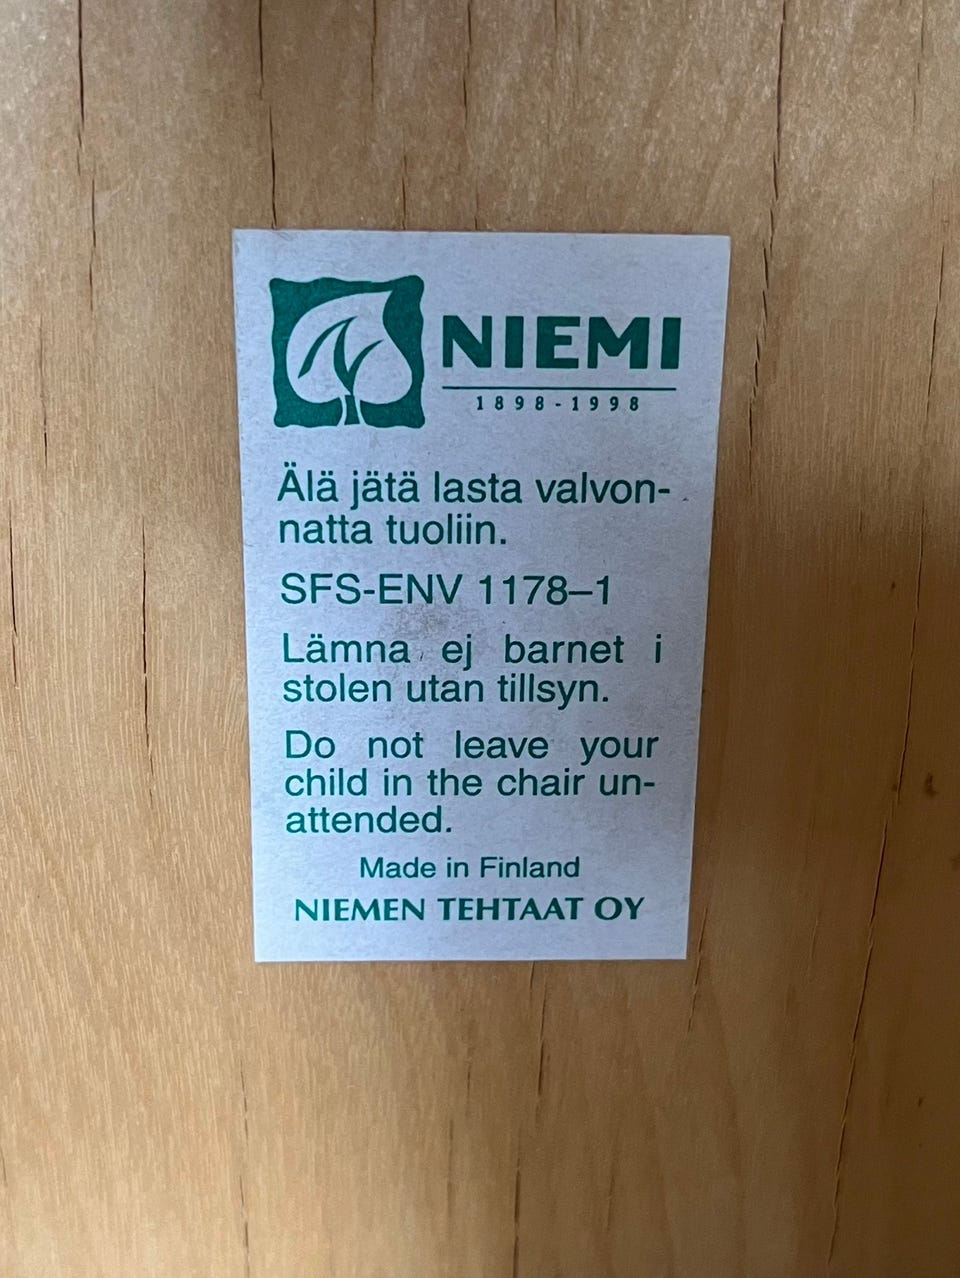 NIEMI
1898-1998
Älä jätä lasta valvon-
natta tuoliin.
SFS-ENV 1178–1
Lämna ej barnet i
stolen utan tillsyn.
Do not leave your
child in the chair un-
attended.
Made in Finland
NIEMEN TEHTAAT OY